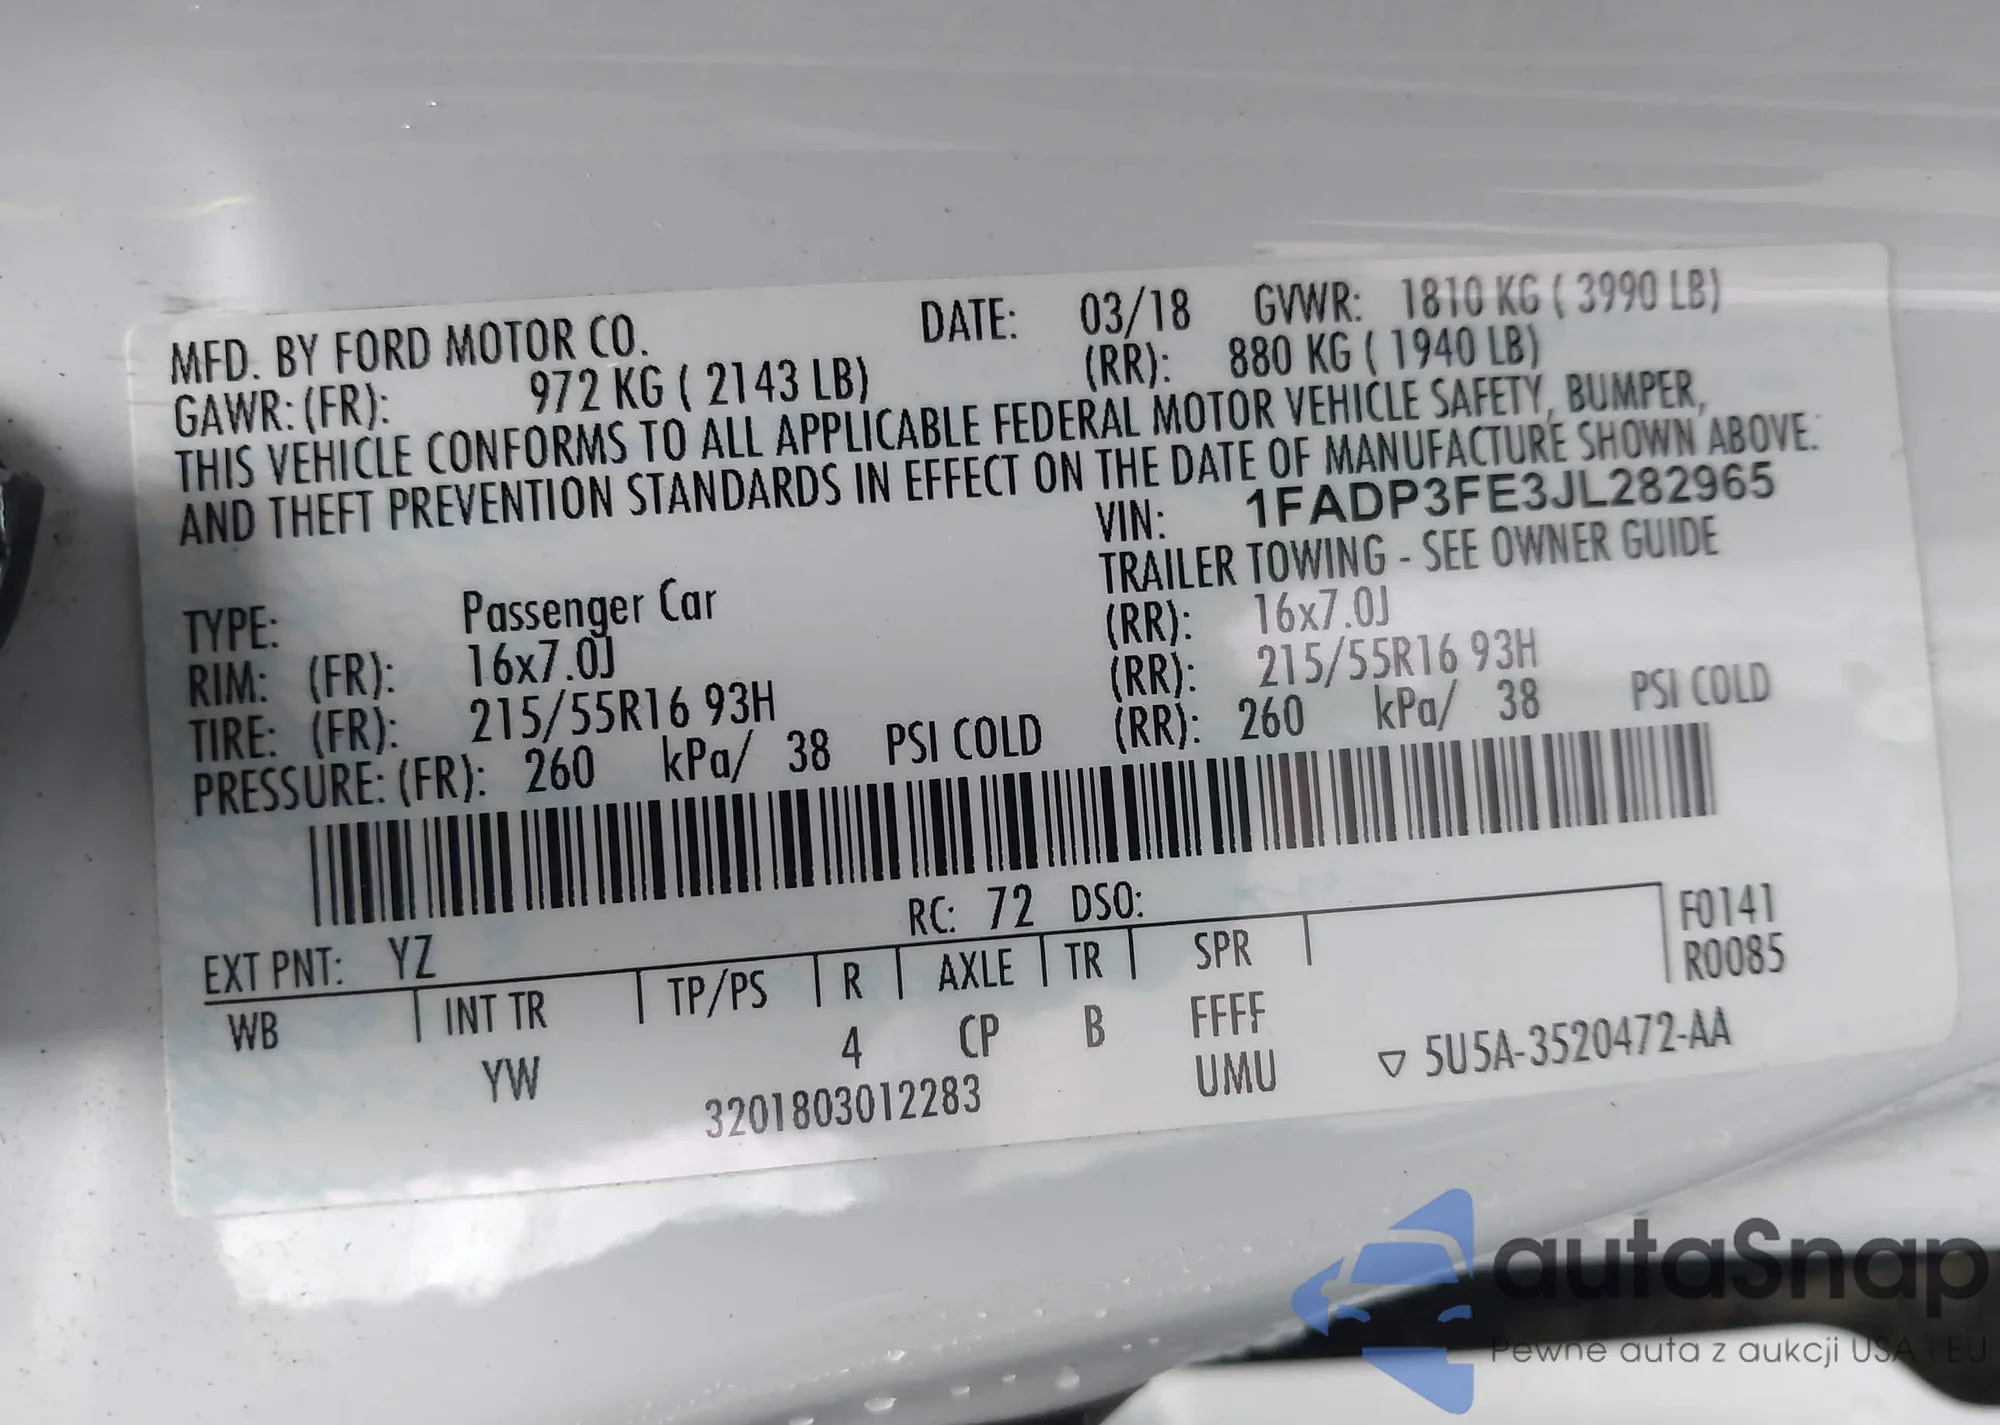 MFD. BY FORD MOTOR CO. DATE: 03/18 GVWR: 1810 KG ( 3990 LB)
GAWR: (FR): 972 KG ( 2143 LB) (RR): 880 KG ( 1940 LB)
THIS VEHICLE CONFORMS TO ALL APPLICABLE FEDERAL MOTOR VEHICLE SAFETY, BUMPER,
AND THEFT PREVENTION STANDARDS IN EFFECT ON THE DATE OF MANUFACTURE SHOWN ABOVE.
VIN: 1FADP3FE3JL282965
TYPE: Passenger Car TRAILER TOWING - SEE OWNER GUIDE
RIM: (FR): 16x7.0J (RR): 16x7.0J
TIRE: (FR): 215/55R16 93H (RR): 215/55R16 93H
PRESSURE: (FR): 260 kPa/ 38 PSI COLD (RR): 260 kPa/ 38 PSI COLD
RC: 72 DSO: F0141
EXT PNT: YZ R0085
WB INT TR TP/PS R AXLE TR SPR
YW 4 CP B FFFF
3201803012283 UMU ▽ 5U5A-3520472-AA
autaSnap
Pewne auta z aukcji USA i EU